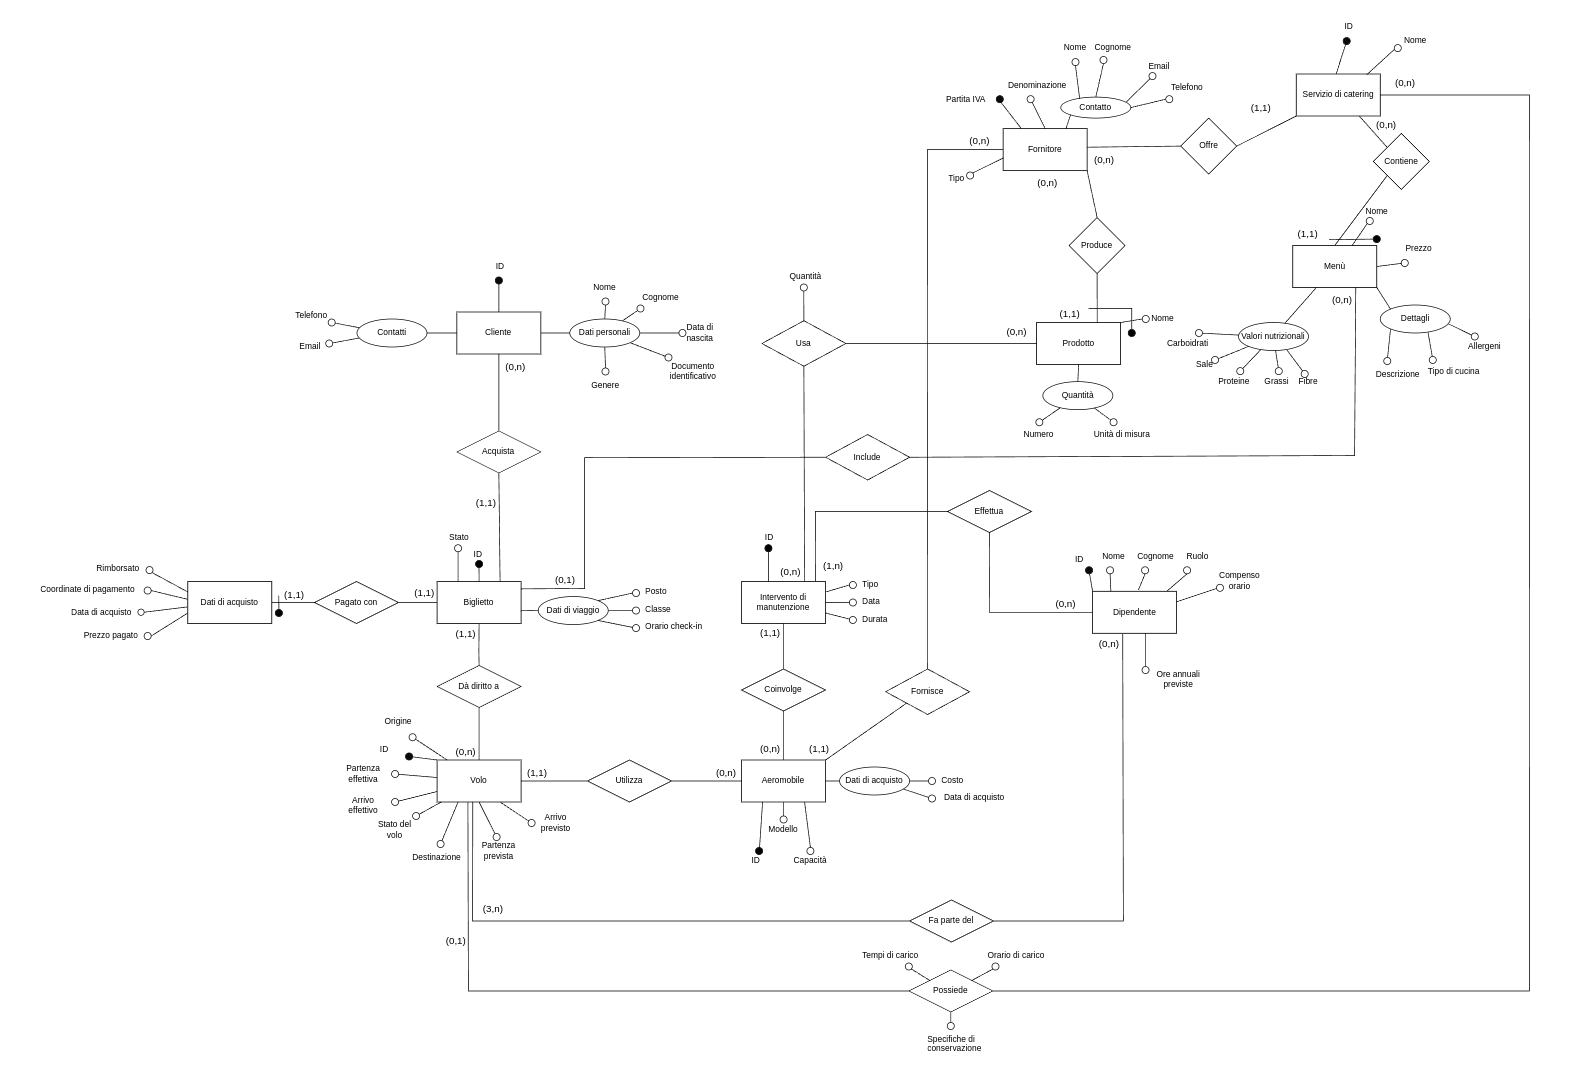 ID
Nome
Nome
Cognome
Email
Denominazione
Telefono
Partita IVA
Contatto
Servizio di catering
(0,n)
(1,1)
(0,n)
(0,n)
Fornitore
Offre
(0,n)
Contiene
Tipo
(0,n)
Nome
(1,1)
Produce
Prezzo
Menù
ID
Quantità
Nome
Cognome
(0,n)
Telefono
Contatti
Cliente
Dati personali
Data di
nascita
Email
(1,1)
Nome
Dettagli
(0,n)
Usa
Prodotto
Valori nutrizionali
Carboidrati
Allergeni
(0,n)
Documento
identificativo
Sale
Genere
Proteine
Grassi
Fibre
Descrizione
Tipo di cucina
Quantità
Numero
Unità di misura
Acquista
Include
(1,1)
Effettua
Stato
ID
ID
(1,n)
(0,n)
ID
Nome
Cognome
Ruolo
Rimborsato
(0,1)
Compenso
orario
Coordinate di pagamento
(1,1)
(1,1)
Posto
Tipo
Dati di acquisto
Pagato con
Biglietto
Dati di viaggio
Classe
Intervento di
manutenzione
Data
(0,n)
Dipendente
Data di acquisto
Prezzo pagato
Orario check-in
Durata
(1,1)
(1,1)
(0,n)
Ore annuali
previste
Dà diritto a
Coinvolge
Fornisce
Origine
ID
(0,n)
(0,n)
(1,1)
Partenza
effettiva
(1,1)
(0,n)
Volo
Utilizza
Aeromobile
Dati di acquisto
Costo
Data di acquisto
Arrivo
effettivo
Stato del
volo
Arrivo
previsto
Modello
Destinazione
Partenza
prevista
ID
Capacità
(3,n)
Fa parte del
(0,1)
Tempi di carico
Orario di carico
Possiede
Specifiche di
conservazione